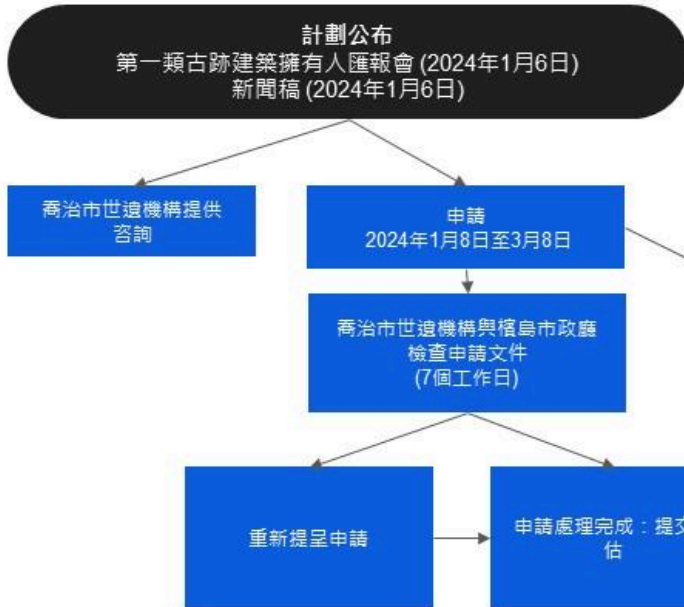 計劃公布
第一類古跡建築擁有人匯報會 (2024年1月6日)
新聞稿 (2024年1月6日)
喬治市世遺機構提供
咨詢
申請
2024年1月8日至3月8日
喬治市世遺機構與檳島市政廳
檢查申請文件
(7個工作日)
重新提呈申請
申請處理完成：提交
估